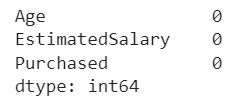 Age 0
EstimatedSalary 0
Purchased 0
dtype: int64